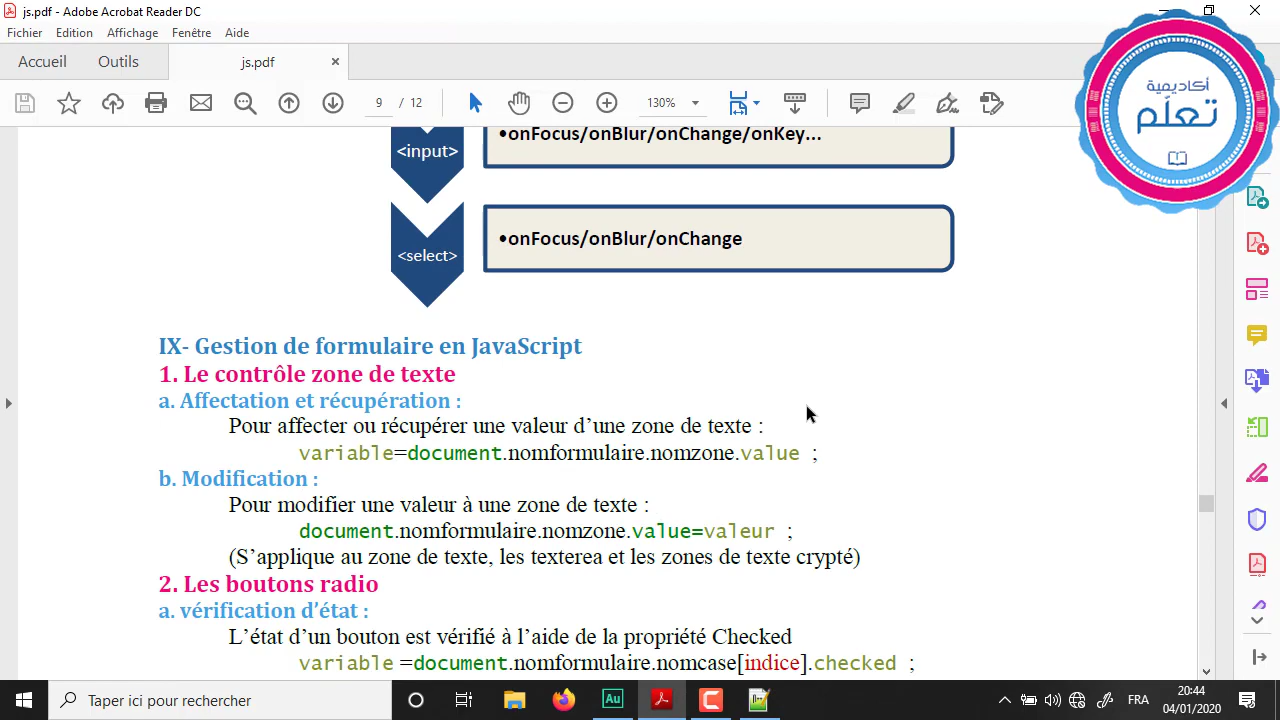 js.pdf - Adobe Acrobat Reader DC
Fichier Edition Affichage Fenêtre Aide
Accueil Outils js.pdf ×
9 / 12 130%
أكاديمية
تعلّم
<input> •onFocus/onBlur/onChange/onKey...
<select> •onFocus/onBlur/onChange
IX- Gestion de formulaire en JavaScript
1. Le contrôle zone de texte
a. Affectation et récupération :
Pour affecter ou récupérer une valeur d’une zone de texte :
variable=document.nomformulaire.nomzone.value ;
b. Modification :
Pour modifier une valeur à une zone de texte :
document.nomformulaire.nomzone.value=valeur ;
(S’applique au zone de texte, les texterea et les zones de texte crypté)
2. Les boutons radio
a. vérification d’état :
L’état d’un bouton est vérifié à l’aide de la propriété Checked
variable =document.nomformulaire.nomcase[indice].checked ;
Taper ici pour rechercher
Au
FRA
20:44
04/01/2020